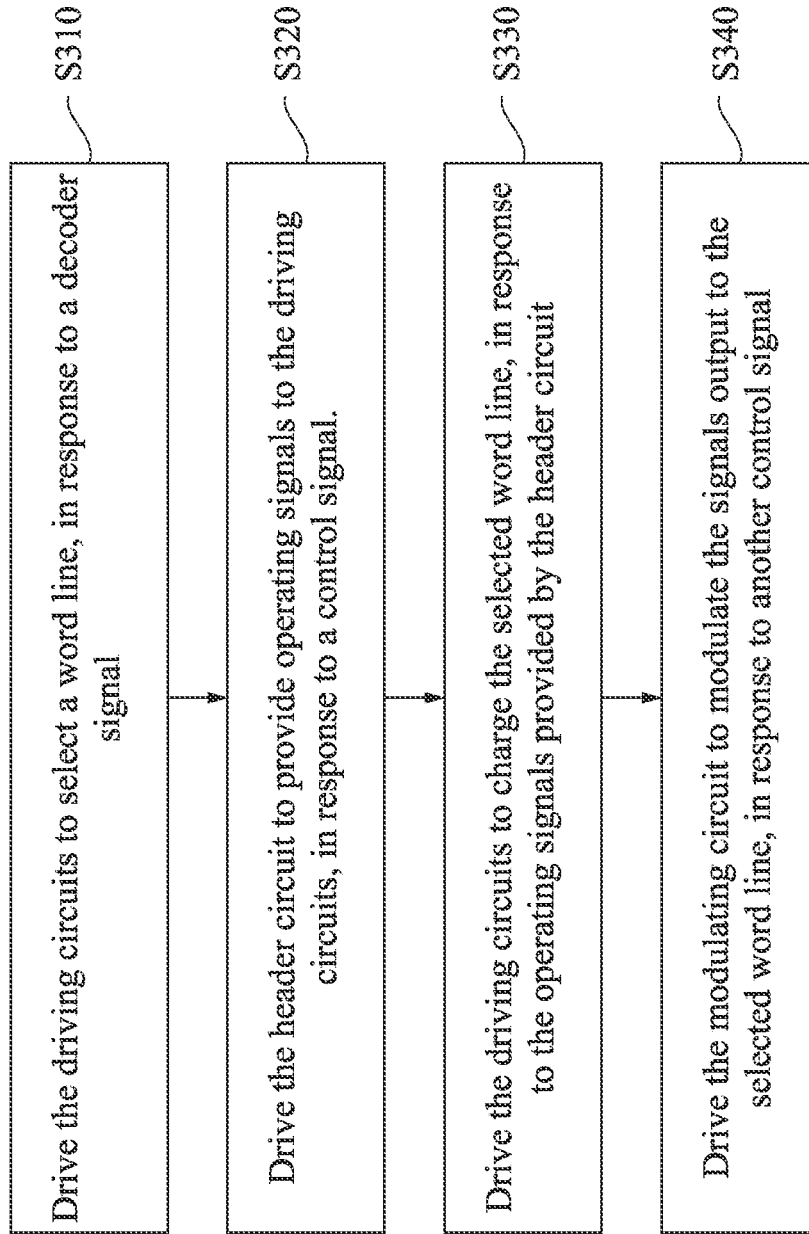 Drive the driving circuits to select a word line, in response to a decoder
signal
S310
Drive the header circuit to provide operating signals to the driving
circuits, in response to a control signal.
S320
Drive the driving circuits to charge the selected word line, in response
to the operating signals provided by the header circuit
S330
Drive the modulating circuit to modulate the signals output to the
selected word line, in response to another control signal
S340